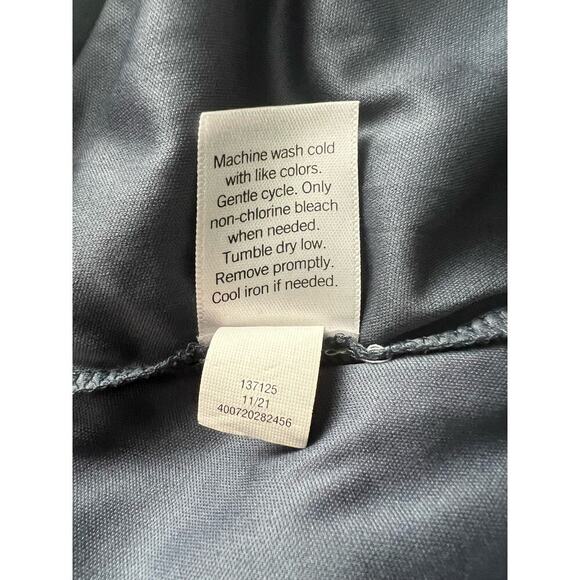 Machine wash cold
with like colors.
Gentle cycle. Only
non-chlorine bleach
when needed.
Tumble dry low.
Remove promptly.
Cool iron if needed.
137125
11/21
400720282456